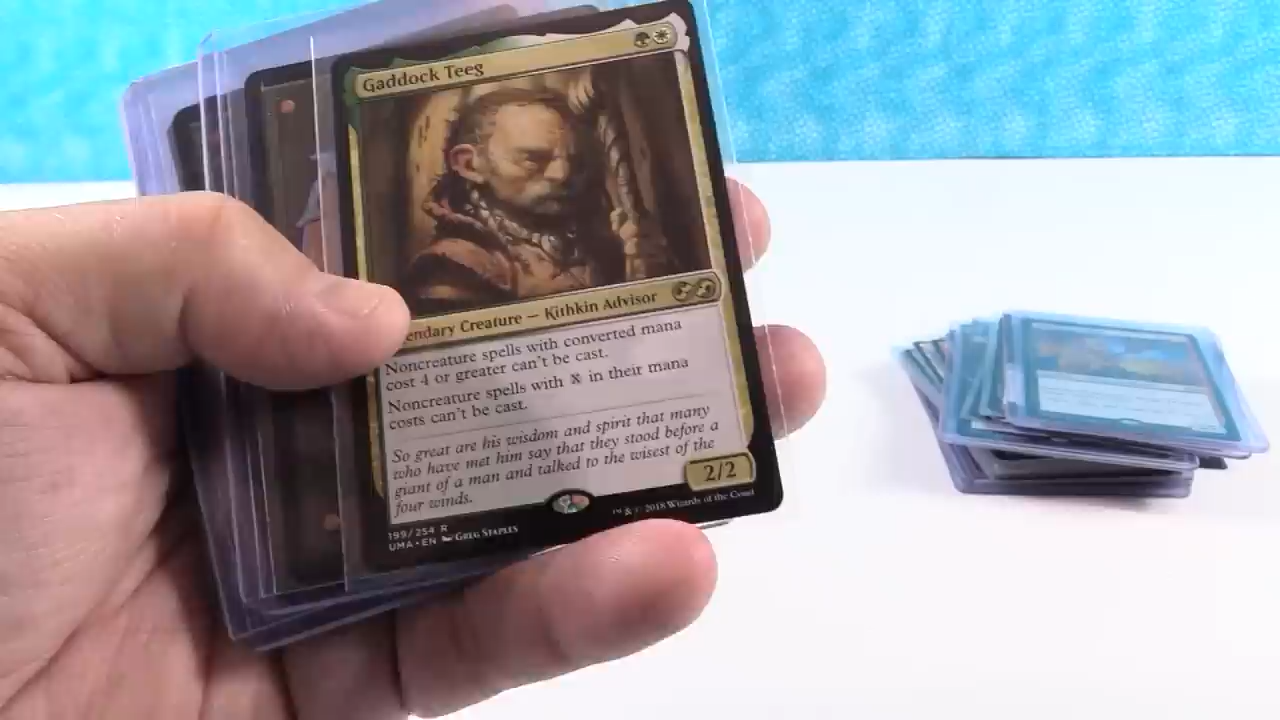 Gaddock Teeg
endary Creature — Kithkin Advisor
Noncreature spells with converted mana
cost 4 or greater can't be cast.
Noncreature spells with X in their mana
costs can't be cast.
So great are his wisdom and spirit that many
who have met him say that they stood before a
giant of a man and talked to the wisest of the
four winds.
2/2
199/254 R
UMA • EN Greg Staples
™ & © 2018 Wizards of the Coast